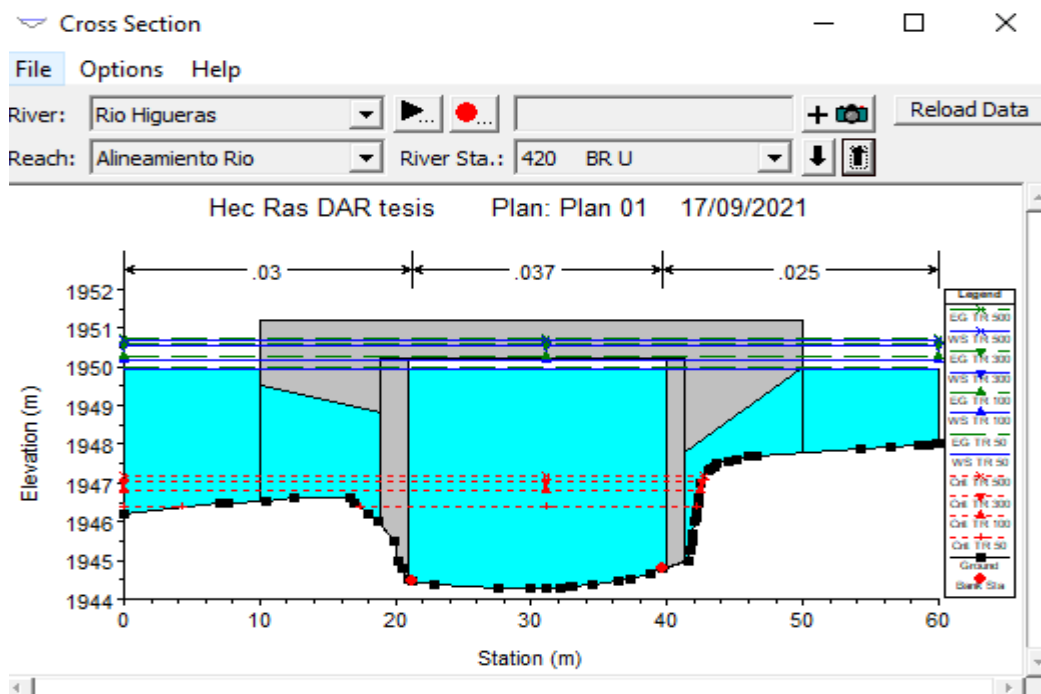 Cross Section
File Options Help
River: Rio Higueras + Reload Data
Reach: Alineamiento Rio River Sta.: 420 BR U
Hec Ras DAR tesis Plan: Plan 01 17/09/2021
.03 .037 .025
1952
1951
1950
1949
1948
1947
1946
1945
1944
Elevation (m)
0 10 20 30 40 50 60
Station (m)
Legend
EG TR 500
WS TR 500
EG TR 300
WS TR 300
EG TR 100
WS TR 100
EG TR 50
WS TR 50
Crit TR 500
Crit TR 300
Crit TR 100
Crit TR 50
Ground
Bank Sta